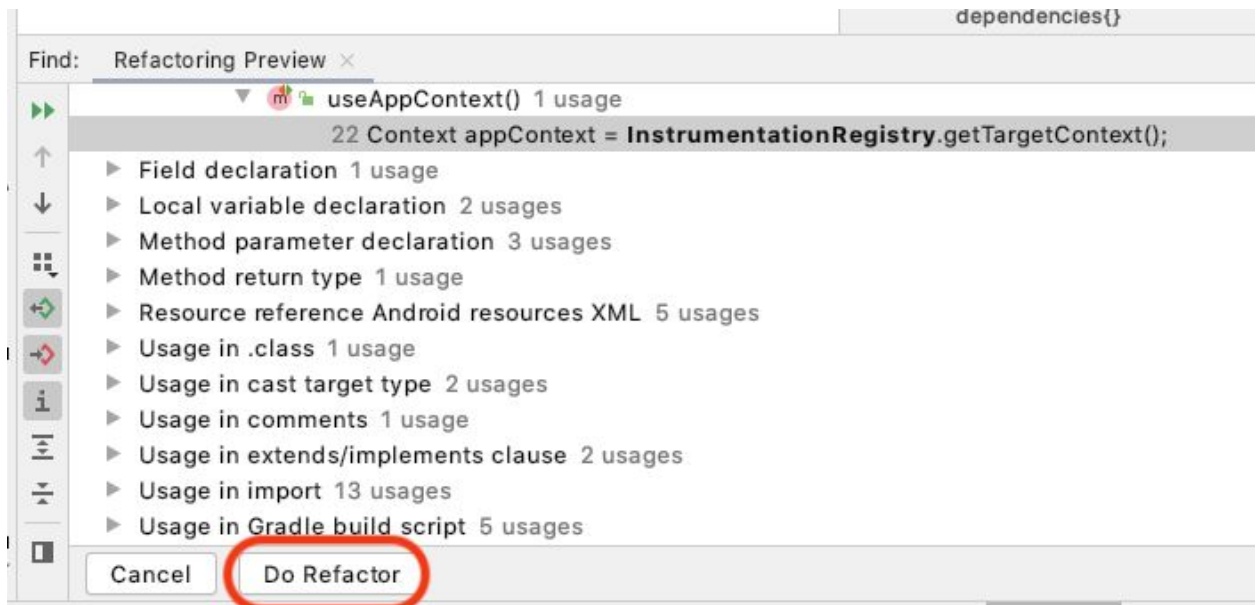 dependencies{}
Find: Refactoring Preview
useAppContext() 1 usage
22 Context appContext = InstrumentationRegistry.getTargetContext();
Field declaration 1 usage
Local variable declaration 2 usages
Method parameter declaration 3 usages
Method return type 1 usage
Resource reference Android resources XML 5 usages
Usage in .class 1 usage
Usage in cast target type 2 usages
Usage in comments 1 usage
Usage in extends/implements clause 2 usages
Usage in import 13 usages
Usage in Gradle build script 5 usages
Cancel Do Refactor